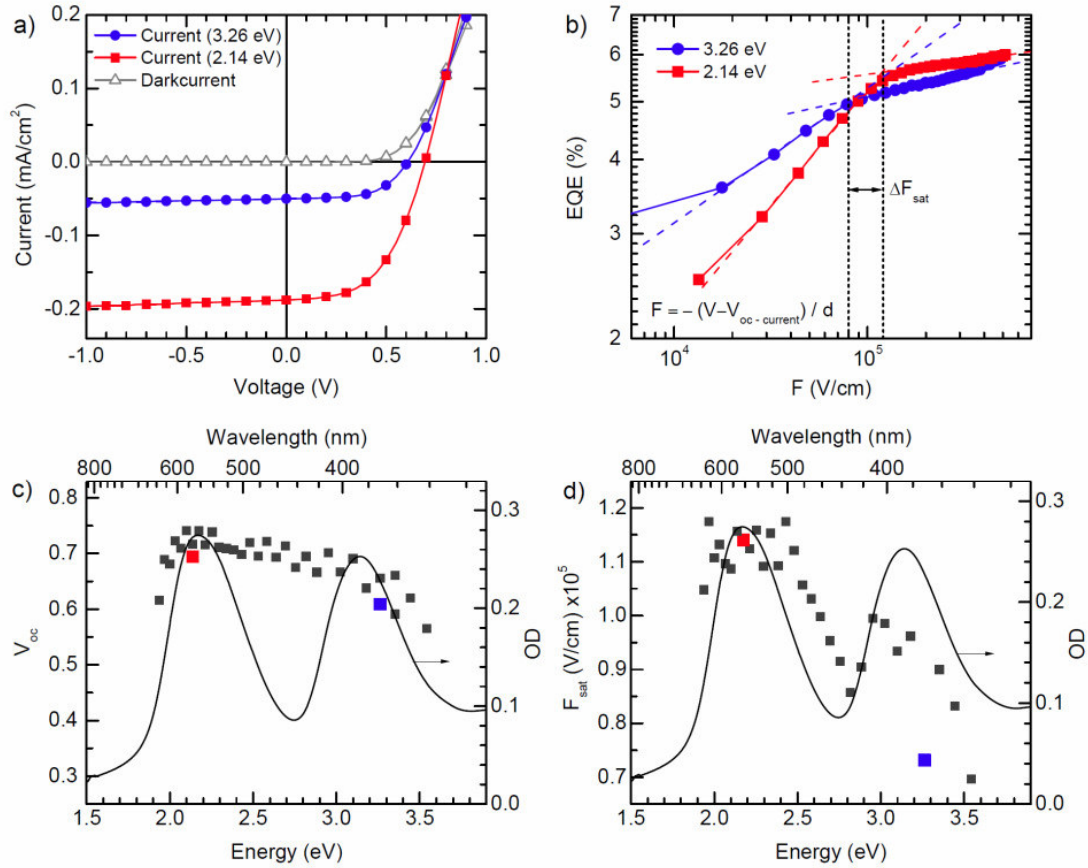 a)
Current (3.26 eV)
Current (2.14 eV)
Darkcurrent
0.2
0.1
0.0
-0.1
-0.2
Current (mA/cm²)
-1.0 -0.5 0.0 0.5 1.0
Voltage (V)
b)
3.26 eV
2.14 eV
7
6
5
4
3
2
EQE (%)
ΔF_sat
F = − (V−V_oc - current) / d
10⁴ 10⁵
F (V/cm)
Wavelength (nm)
800 600 500 400
c)
0.8
0.7
0.6
0.5
0.4
0.3
V_oc
0.3
0.2
0.1
0.0
OD
1.5 2.0 2.5 3.0 3.5
Energy (eV)
Wavelength (nm)
800 600 500 400
d)
1.2
1.1
1.0
0.9
0.8
0.7
F_sat (V/cm) x10⁵
0.3
0.2
0.1
0.0
OD
1.5 2.0 2.5 3.0 3.5
Energy (eV)